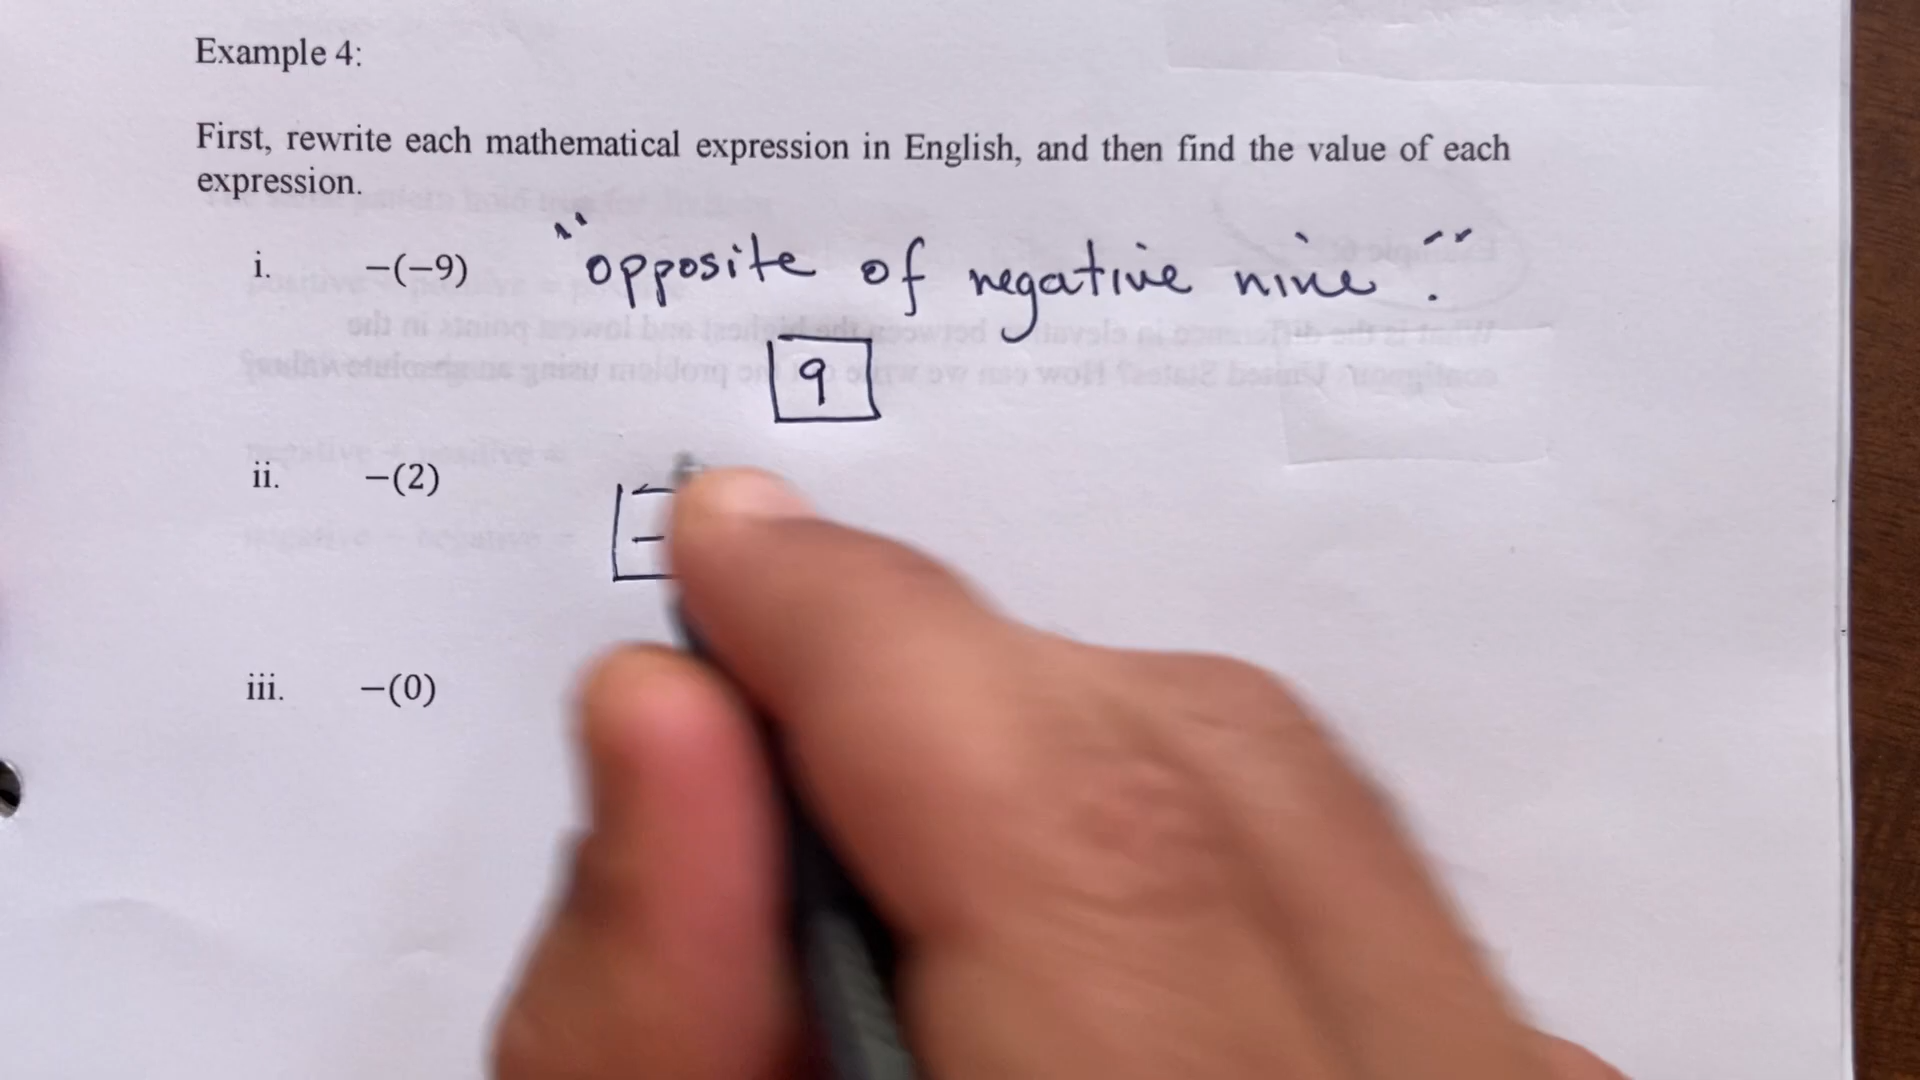 Example 4:
First, rewrite each mathematical expression in English, and then find the value of each
expression.
i. −(−9) "opposite of negative nine."
9
ii. −(2)
−
iii. −(0)